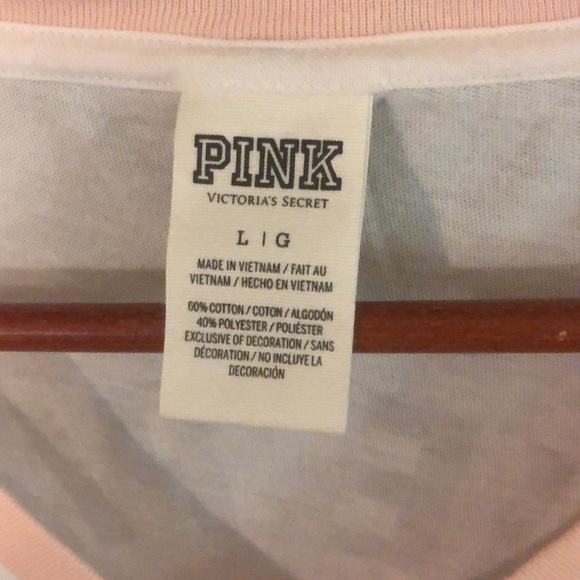 PINK
VICTORIA'S SECRET
L | G
MADE IN VIETNAM / FAIT AU
VIETNAM / HECHO EN VIETNAM
60% COTTON / COTON / ALGODÓN
40% POLYESTER / POLIÉSTER
EXCLUSIVE OF DECORATION / SANS
DÉCORATION / NO INCLUYE LA
DECORACIÓN